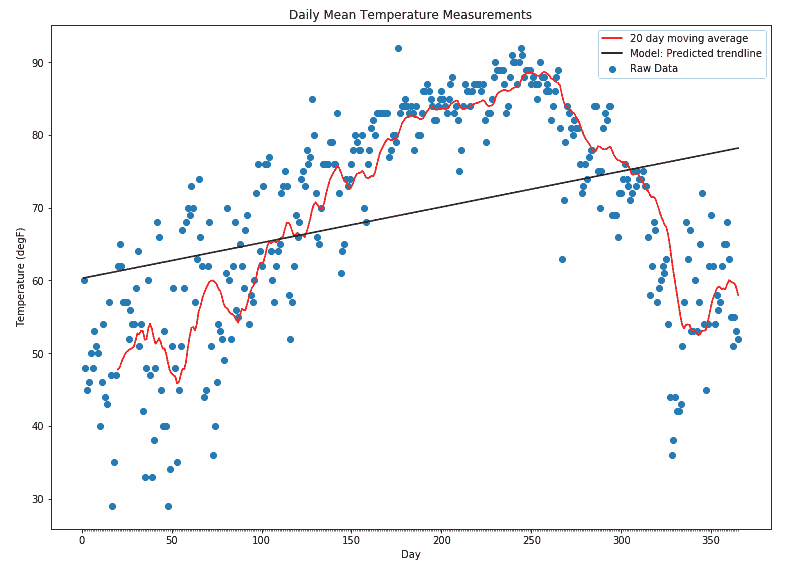 Daily Mean Temperature Measurements
20 day moving average
Model: Predicted trendline
Raw Data
Temperature (degF)
90
80
70
60
50
40
30
0 50 100 150 200 250 300 350
Day